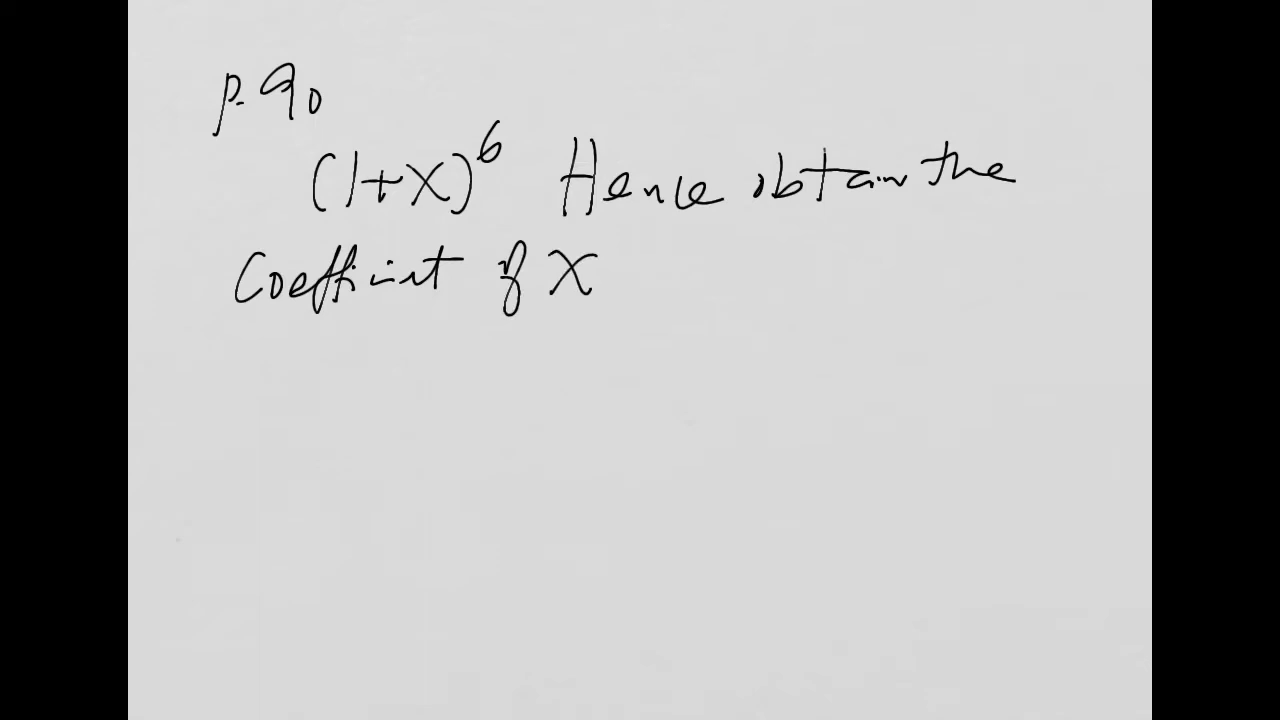 p. 90
(1+x)⁶ Hence obtain the
Coefficient of x